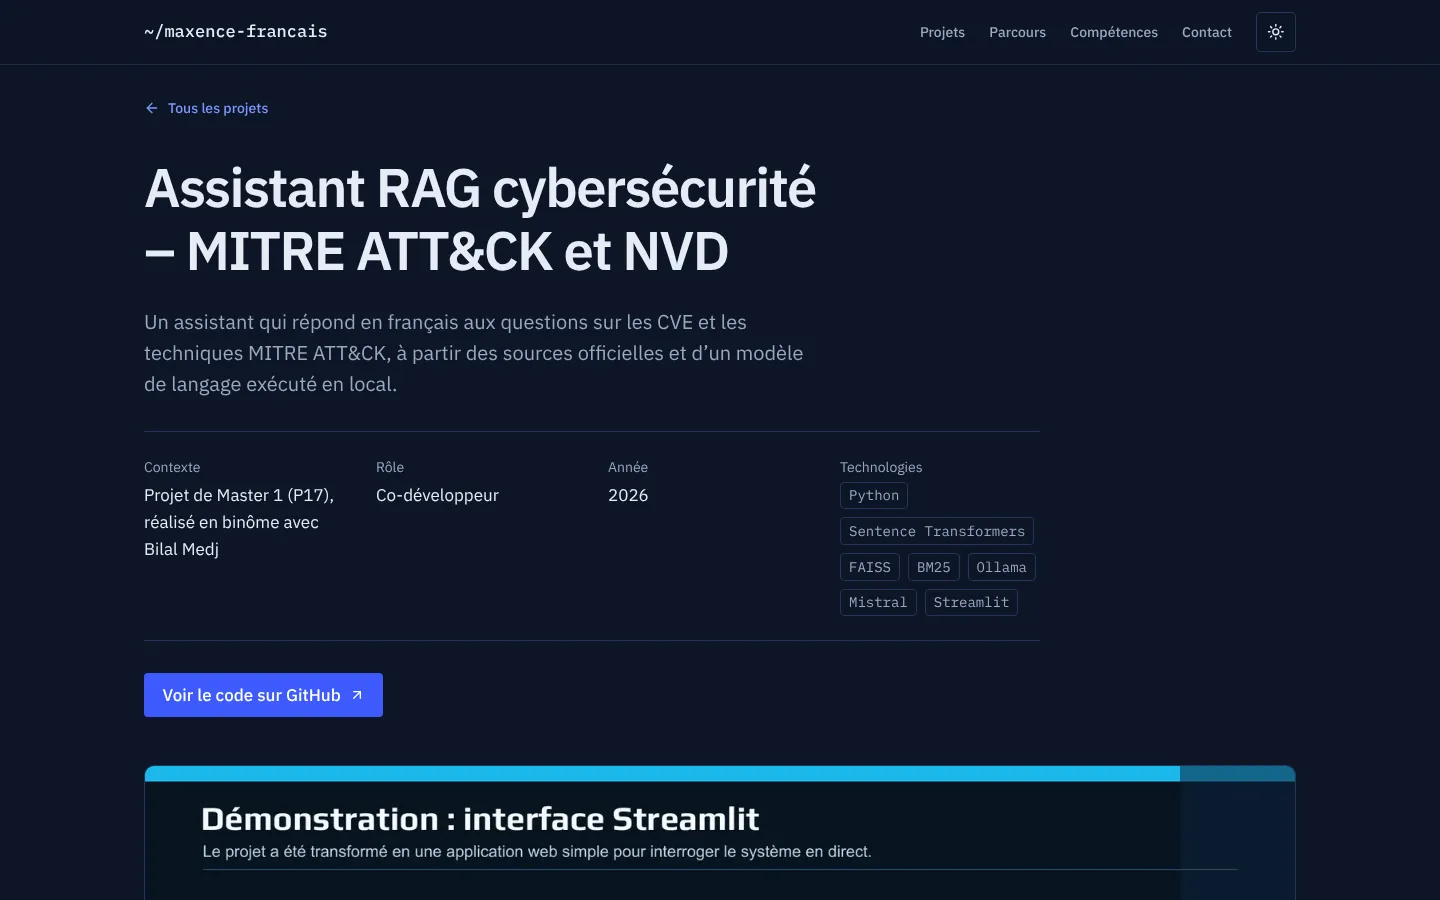 ~/maxence-francais
Projets
Parcours
Compétences
Contact
← Tous les projets
Assistant RAG cybersécurité
– MITRE ATT&CK et NVD
Un assistant qui répond en français aux questions sur les CVE et les
techniques MITRE ATT&CK, à partir des sources officielles et d’un modèle
de langage exécuté en local.
Contexte
Projet de Master 1 (P17),
réalisé en binôme avec
Bilal Medj
Rôle
Co-développeur
Année
2026
Technologies
Python
Sentence Transformers
FAISS BM25 Ollama
Mistral Streamlit
Voir le code sur GitHub ↗
Démonstration : interface Streamlit
Le projet a été transformé en une application web simple pour interroger le système en direct.